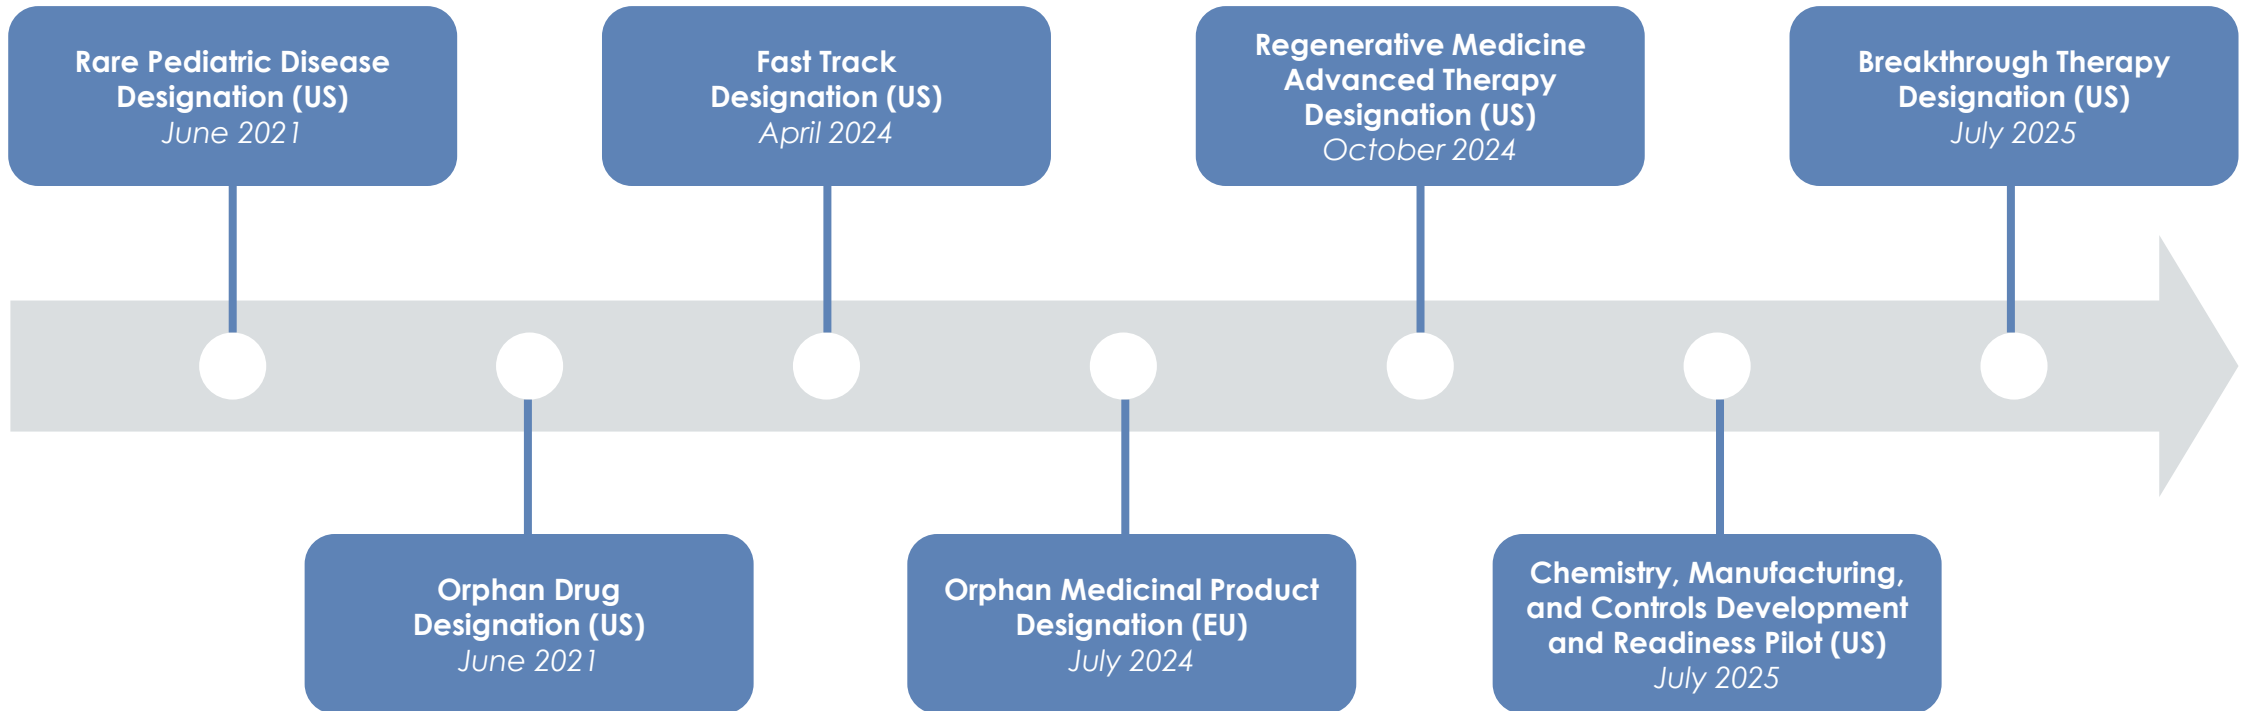 Rare Pediatric Disease
Designation (US)
June 2021
Fast Track
Designation (US)
April 2024
Regenerative Medicine
Advanced Therapy
Designation (US)
October 2024
Breakthrough Therapy
Designation (US)
July 2025
Orphan Drug
Designation (US)
June 2021
Orphan Medicinal Product
Designation (EU)
July 2024
Chemistry, Manufacturing,
and Controls Development
and Readiness Pilot (US)
July 2025